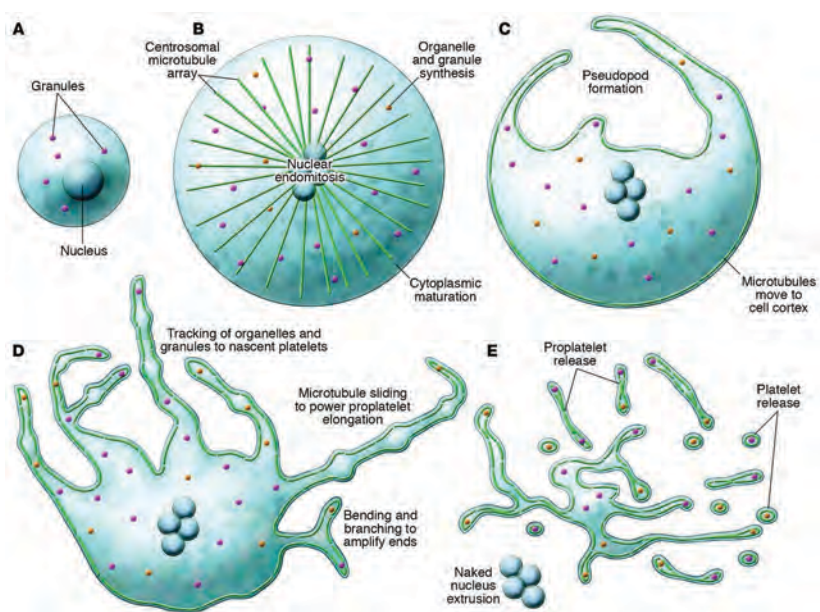 A
Granules
Nucleus
B
Centrosomal
microtubule
array
Organelle
and granule
synthesis
Nuclear
endomitosis
Cytoplasmic
maturation
C
Pseudopod
formation
Microtubules
move to
cell cortex
D
Tracking of organelles and
granules to nascent platelets
Microtubule sliding
to power proplatelet
elongation
Bending and
branching to
amplify ends
E
Proplatelet
release
Platelet
release
Naked
nucleus
extrusion